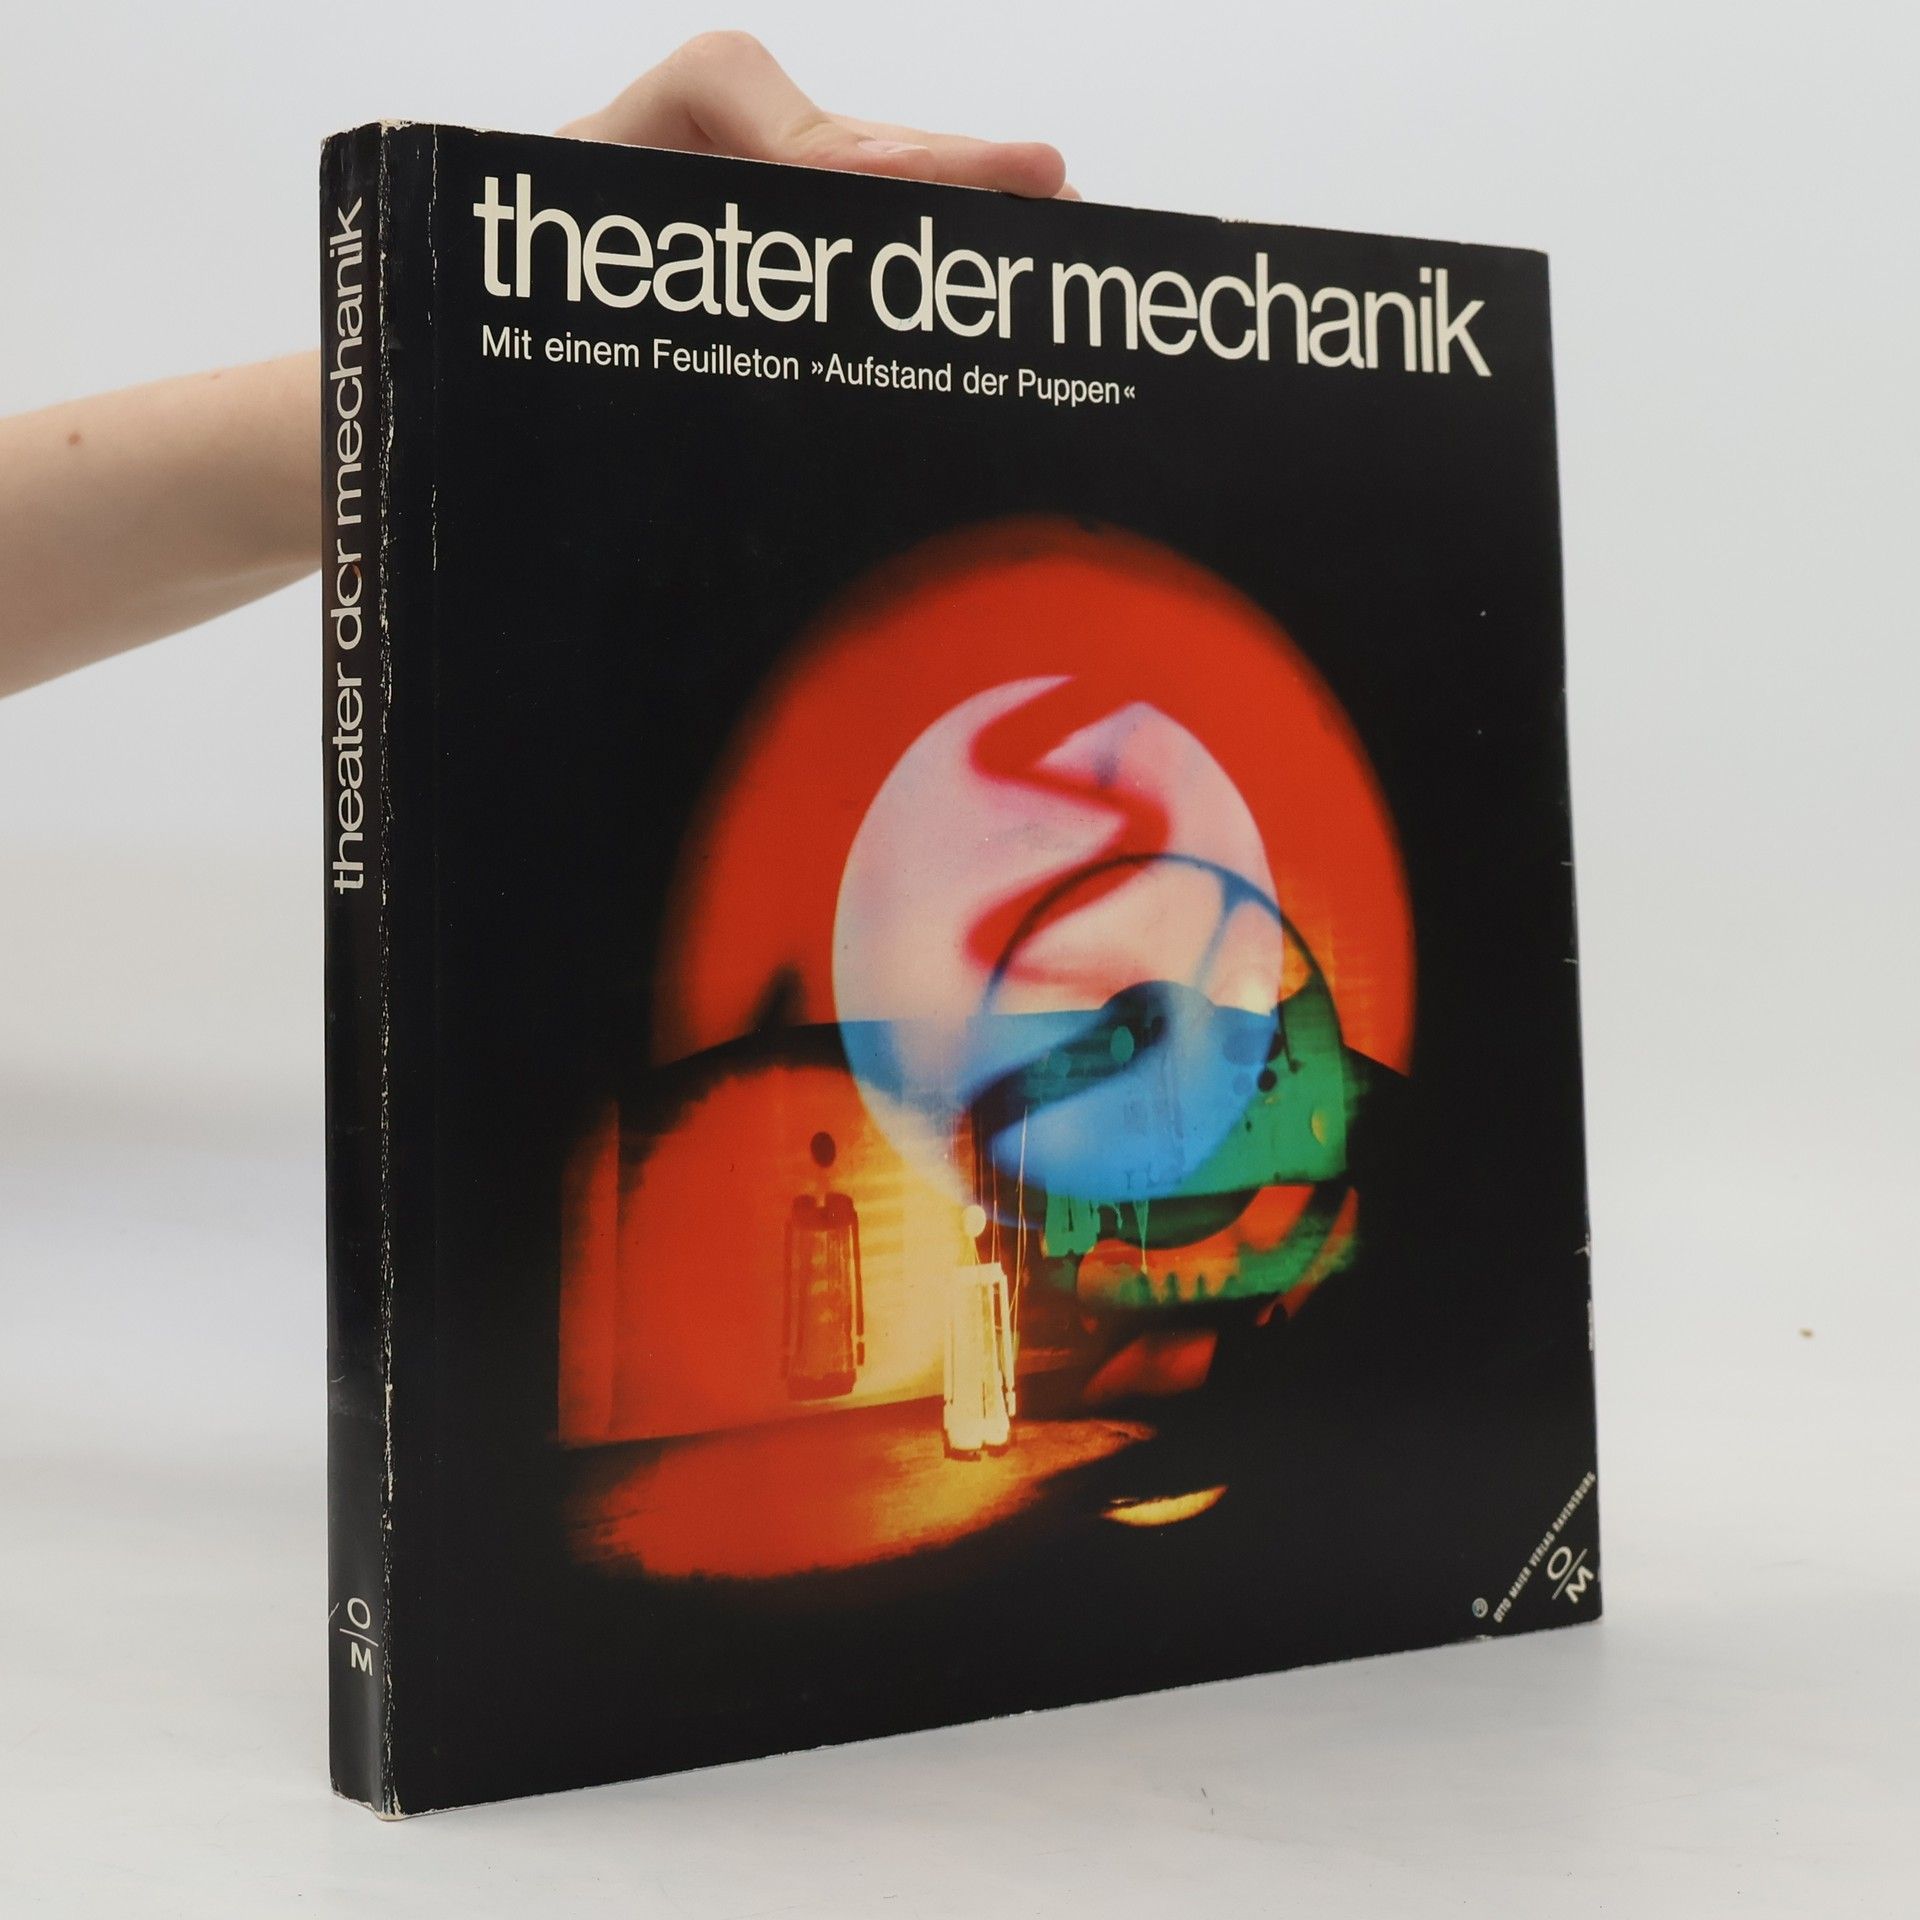 theater der mechanik
Mit einem Feuilleton »Aufstand der Puppen«
theater der mechanik
O
M
OTTO MAIER VERLAG RAVENSBURG
O
M